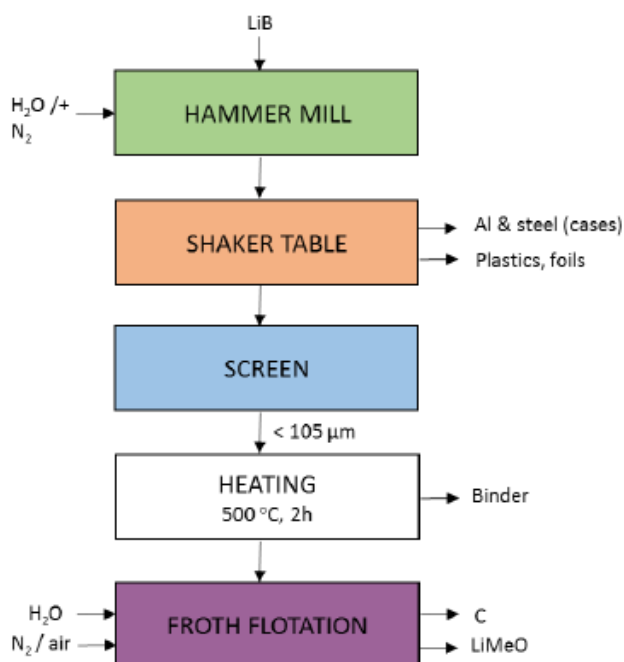 LiB
H₂O /+
N₂
HAMMER MILL
SHAKER TABLE
Al & steel (cases)
Plastics, foils
SCREEN
< 105 µm
HEATING
500 °C, 2h
Binder
H₂O
N₂ / air
FROTH FLOTATION
C
LiMeO